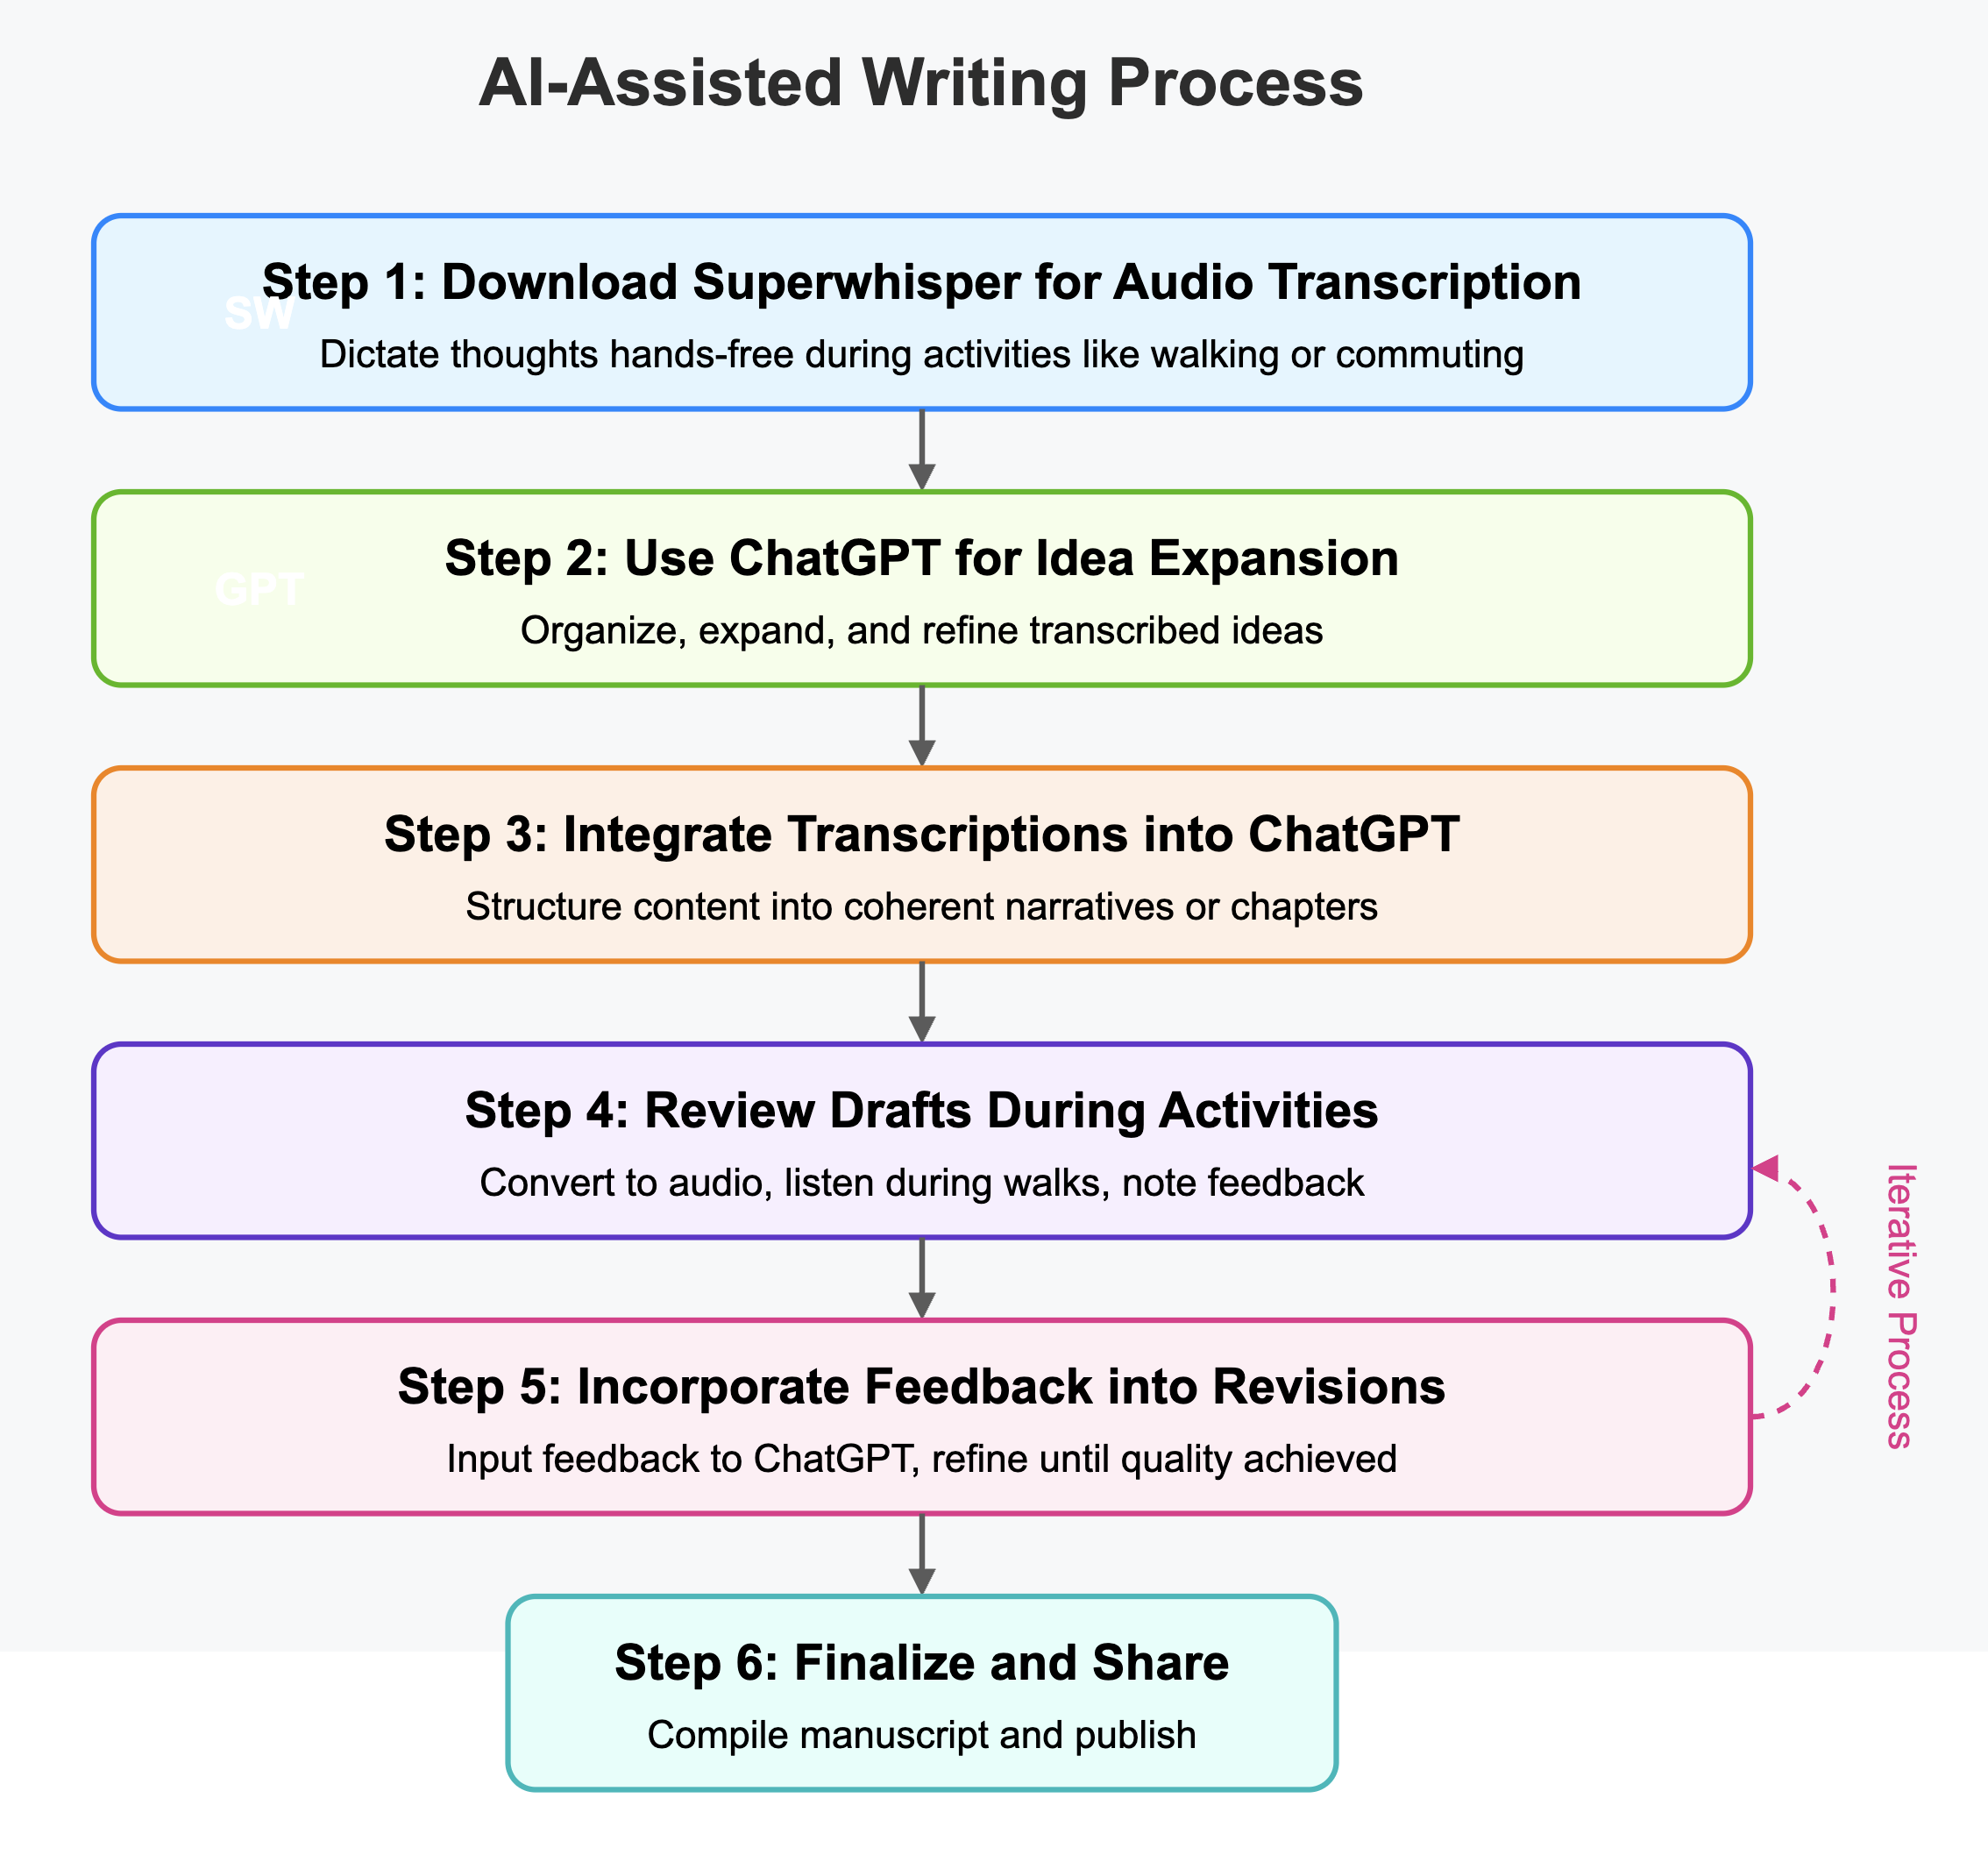 AI-Assisted Writing Process
Step 1: Download Superwhisper for Audio Transcription
SW
Dictate thoughts hands-free during activities like walking or commuting
Step 2: Use ChatGPT for Idea Expansion
GPT
Organize, expand, and refine transcribed ideas
Step 3: Integrate Transcriptions into ChatGPT
Structure content into coherent narratives or chapters
Step 4: Review Drafts During Activities
Convert to audio, listen during walks, note feedback
Iterative Process
Step 5: Incorporate Feedback into Revisions
Input feedback to ChatGPT, refine until quality achieved
Step 6: Finalize and Share
Compile manuscript and publish